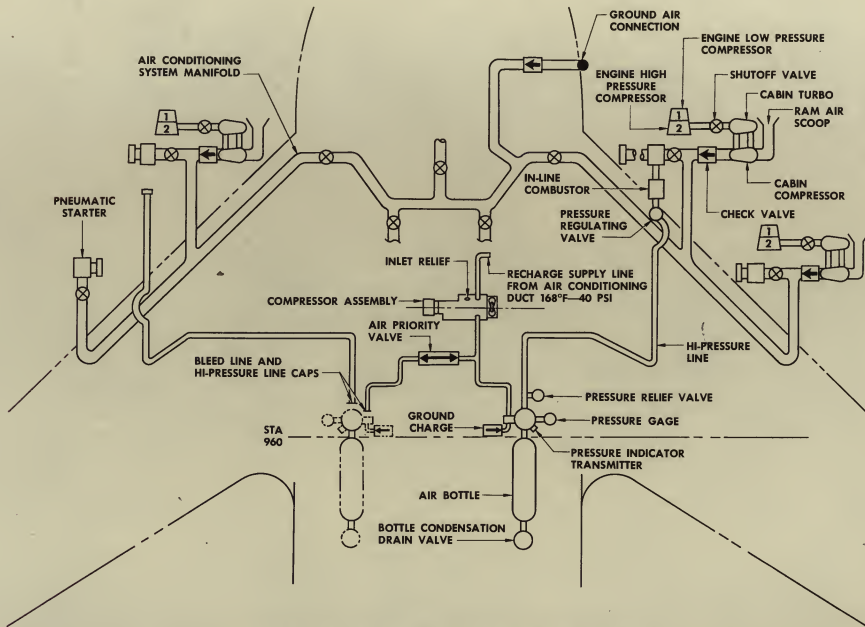 GROUND AIR
CONNECTION
ENGINE LOW PRESSURE
COMPRESSOR
AIR CONDITIONING
SYSTEM MANIFOLD
ENGINE HIGH
PRESSURE
COMPRESSOR
SHUTOFF VALVE
CABIN TURBO
RAM AIR
SCOOP
1
2
1
2
IN-LINE
COMBUSTOR
CABIN
COMPRESSOR
PNEUMATIC
STARTER
PRESSURE
REGULATING
VALVE
CHECK VALVE
1
2
INLET RELIEF
RECHARGE SUPPLY LINE
FROM AIR CONDITIONING
DUCT 168°F—40 PSI
COMPRESSOR ASSEMBLY
AIR PRIORITY
VALVE
HI-PRESSURE
LINE
BLEED LINE AND
HI-PRESSURE LINE CAPS
PRESSURE RELIEF VALVE
GROUND
CHARGE
PRESSURE GAGE
STA
960
PRESSURE INDICATOR
TRANSMITTER
AIR BOTTLE
BOTTLE CONDENSATION
DRAIN VALVE